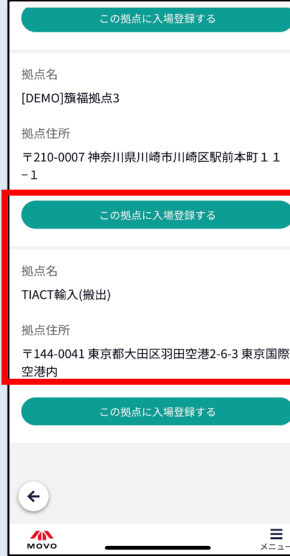 この拠点に入場登録する
拠点名
[DEMO]籏福拠点3
拠点住所
〒210-0007 神奈川県川崎市川崎区駅前本町１１
−１
この拠点に入場登録する
拠点名
TIACT輸入(搬出)
拠点住所
〒144-0041 東京都大田区羽田空港2-6-3 東京国際
空港内
この拠点に入場登録する
MOVO
メニュー